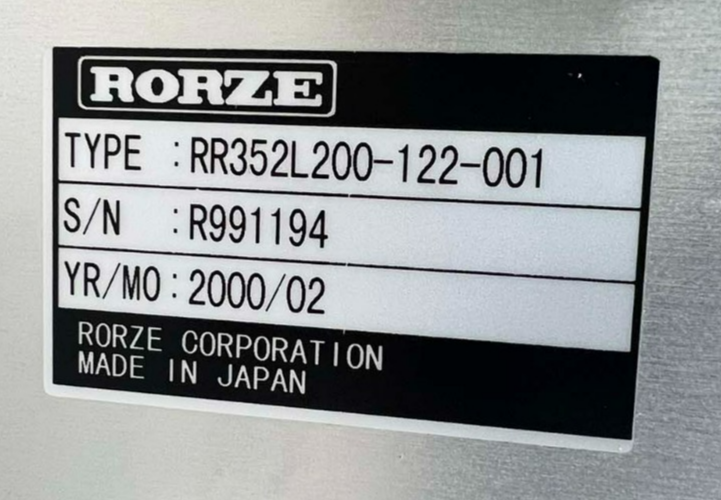 RORZE
TYPE :RR352L200-122-001
S/N :R991194
YR/MO:2000/02
RORZE CORPORATION
MADE IN JAPAN